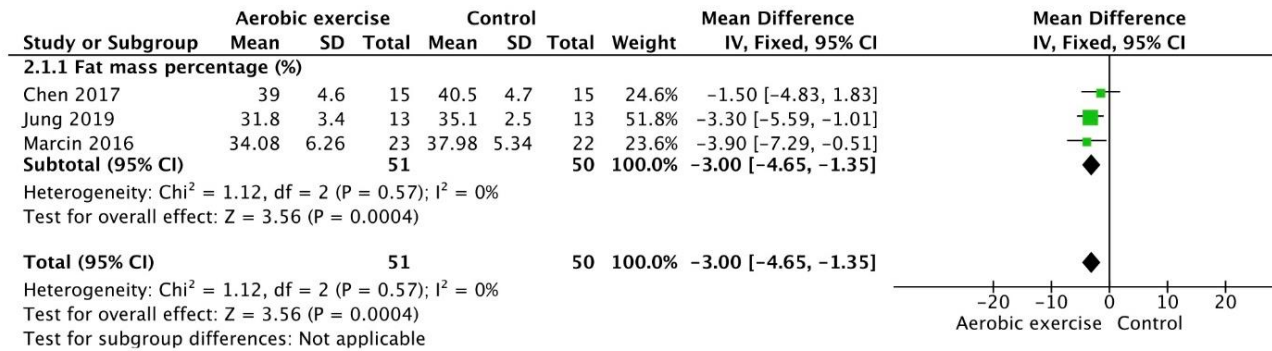 Aerobic exercise Control Mean Difference Mean Difference
Study or Subgroup Mean SD Total Mean SD Total Weight IV, Fixed, 95% CI IV, Fixed, 95% CI
2.1.1 Fat mass percentage (%)
Chen 2017 39 4.6 15 40.5 4.7 15 24.6% −1.50 [−4.83, 1.83]
Jung 2019 31.8 3.4 13 35.1 2.5 13 51.8% −3.30 [−5.59, −1.01]
Marcin 2016 34.08 6.26 23 37.98 5.34 22 23.6% −3.90 [−7.29, −0.51]
Subtotal (95% CI) 51 50 100.0% −3.00 [−4.65, −1.35]
Heterogeneity: Chi² = 1.12, df = 2 (P = 0.57); I² = 0%
Test for overall effect: Z = 3.56 (P = 0.0004)
Total (95% CI) 51 50 100.0% −3.00 [−4.65, −1.35]
Heterogeneity: Chi² = 1.12, df = 2 (P = 0.57); I² = 0%
Test for overall effect: Z = 3.56 (P = 0.0004)
Test for subgroup differences: Not applicable
−20 −10 0 10 20
Aerobic exercise Control